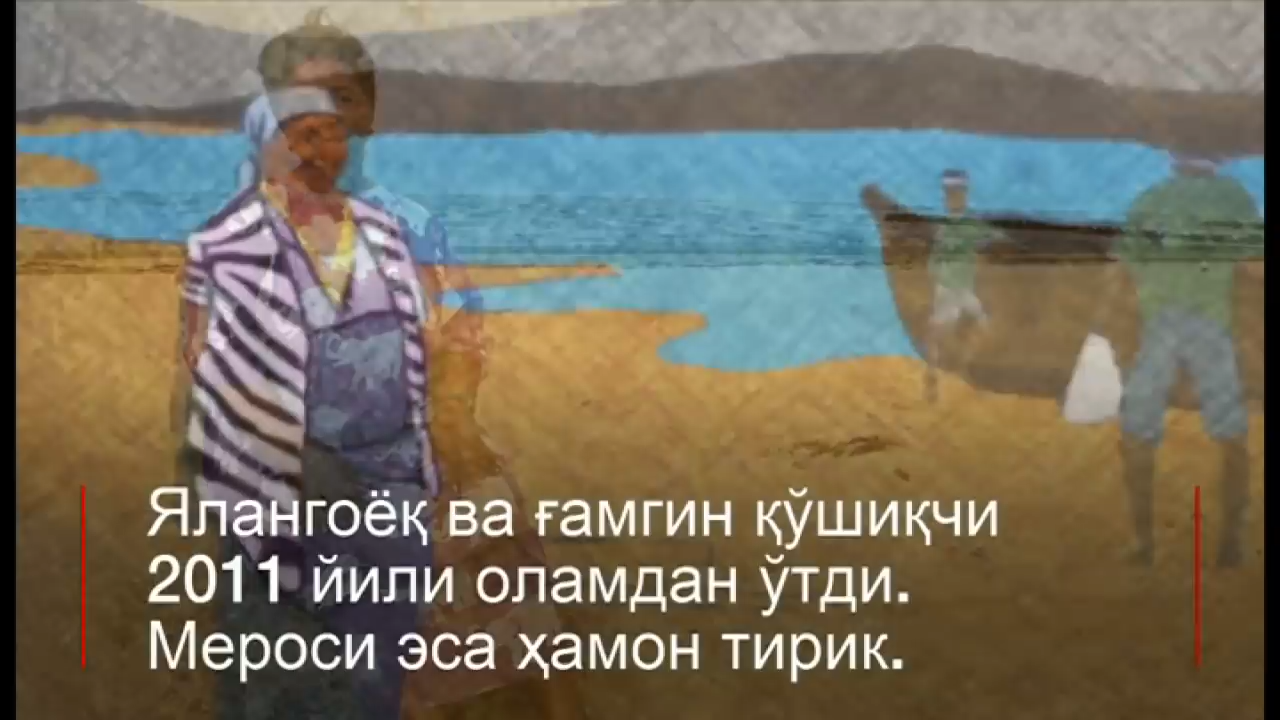 Ялангоёқ ва ғамгин қўшиқчи
2011 йили оламдан ўтди.
Мероси эса ҳамон тирик.